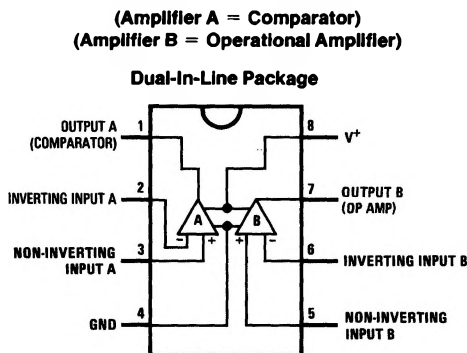 (Amplifier A = Comparator)
(Amplifier B = Operational Amplifier)
Dual-In-Line Package
OUTPUT A
(COMPARATOR)
1
8
V+
INVERTING INPUT A
2
7
OUTPUT B
(OP AMP)
A
B
- +
+ -
NON-INVERTING
INPUT A
3
6
INVERTING INPUT B
GND
4
5
NON-INVERTING
INPUT B